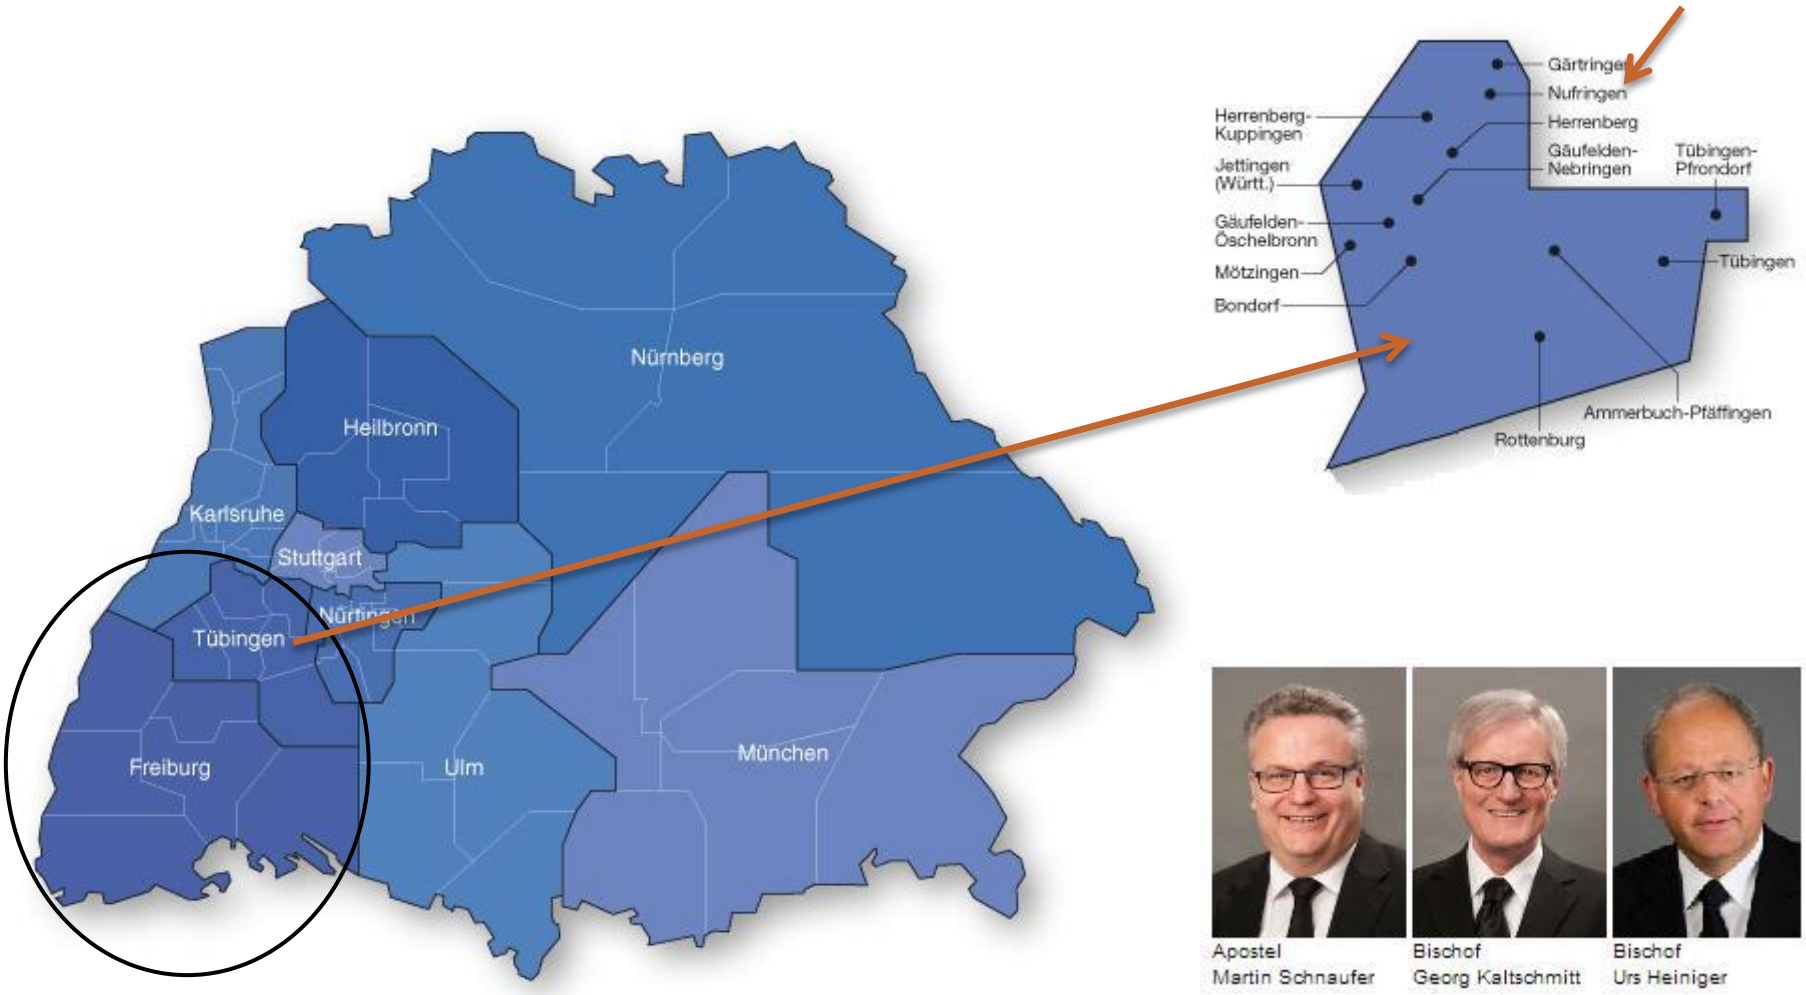 Nürnberg
Heilbronn
Karlsruhe
Stuttgart
Nürtingen
Tübingen
Freiburg
Ulm
München
Gärtringen
Nufringen
Herrenberg-
Kuppingen
Herrenberg
Gäufelden-
Nebringen
Tübingen-
Pfrondorf
Jettingen
(Württ.)
Gäufelden-
Öschelbronn
Mötzingen
Tübingen
Bondorf
Ammerbuch-Pfäffingen
Rottenburg
Apostel
Martin Schnaufer
Bischof
Georg Kaltschmitt
Bischof
Urs Heiniger